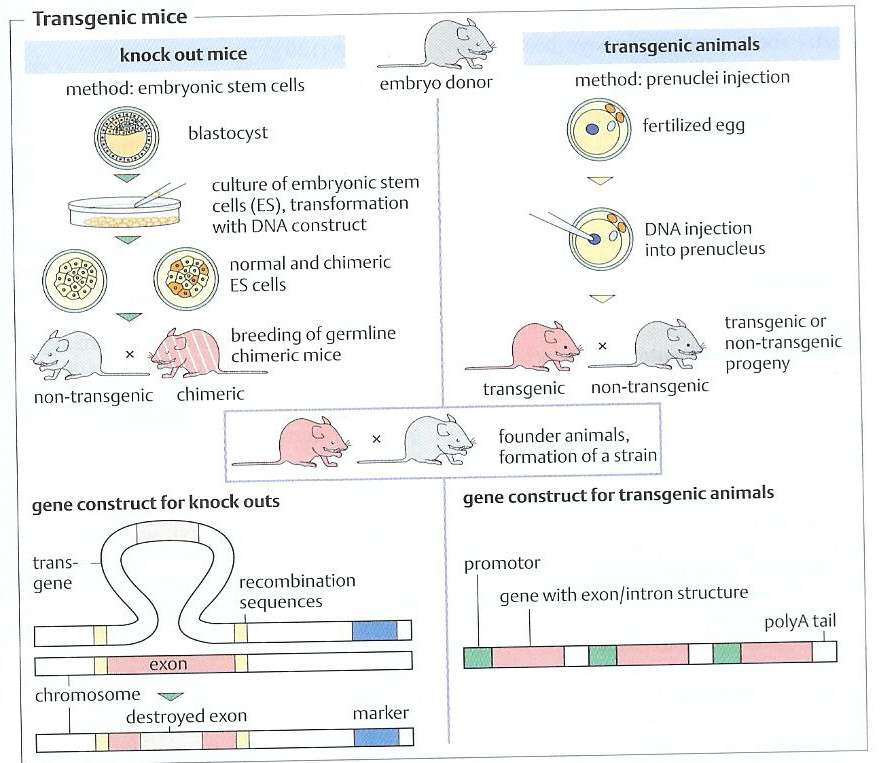 Transgenic mice
knock out mice
method: embryonic stem cells
blastocyst
culture of embryonic stem
cells (ES), transformation
with DNA construct
normal and chimeric
ES cells
breeding of germline
chimeric mice
×
non-transgenic
chimeric
embryo donor
transgenic animals
method: prenuclei injection
fertilized egg
DNA injection
into prenucleus
transgenic or
non-transgenic
progeny
×
transgenic
non-transgenic
×
founder animals,
formation of a strain
gene construct for knock outs
trans-
gene
recombination
sequences
exon
chromosome
destroyed exon
marker
gene construct for transgenic animals
promotor
gene with exon/intron structure
polyA tail